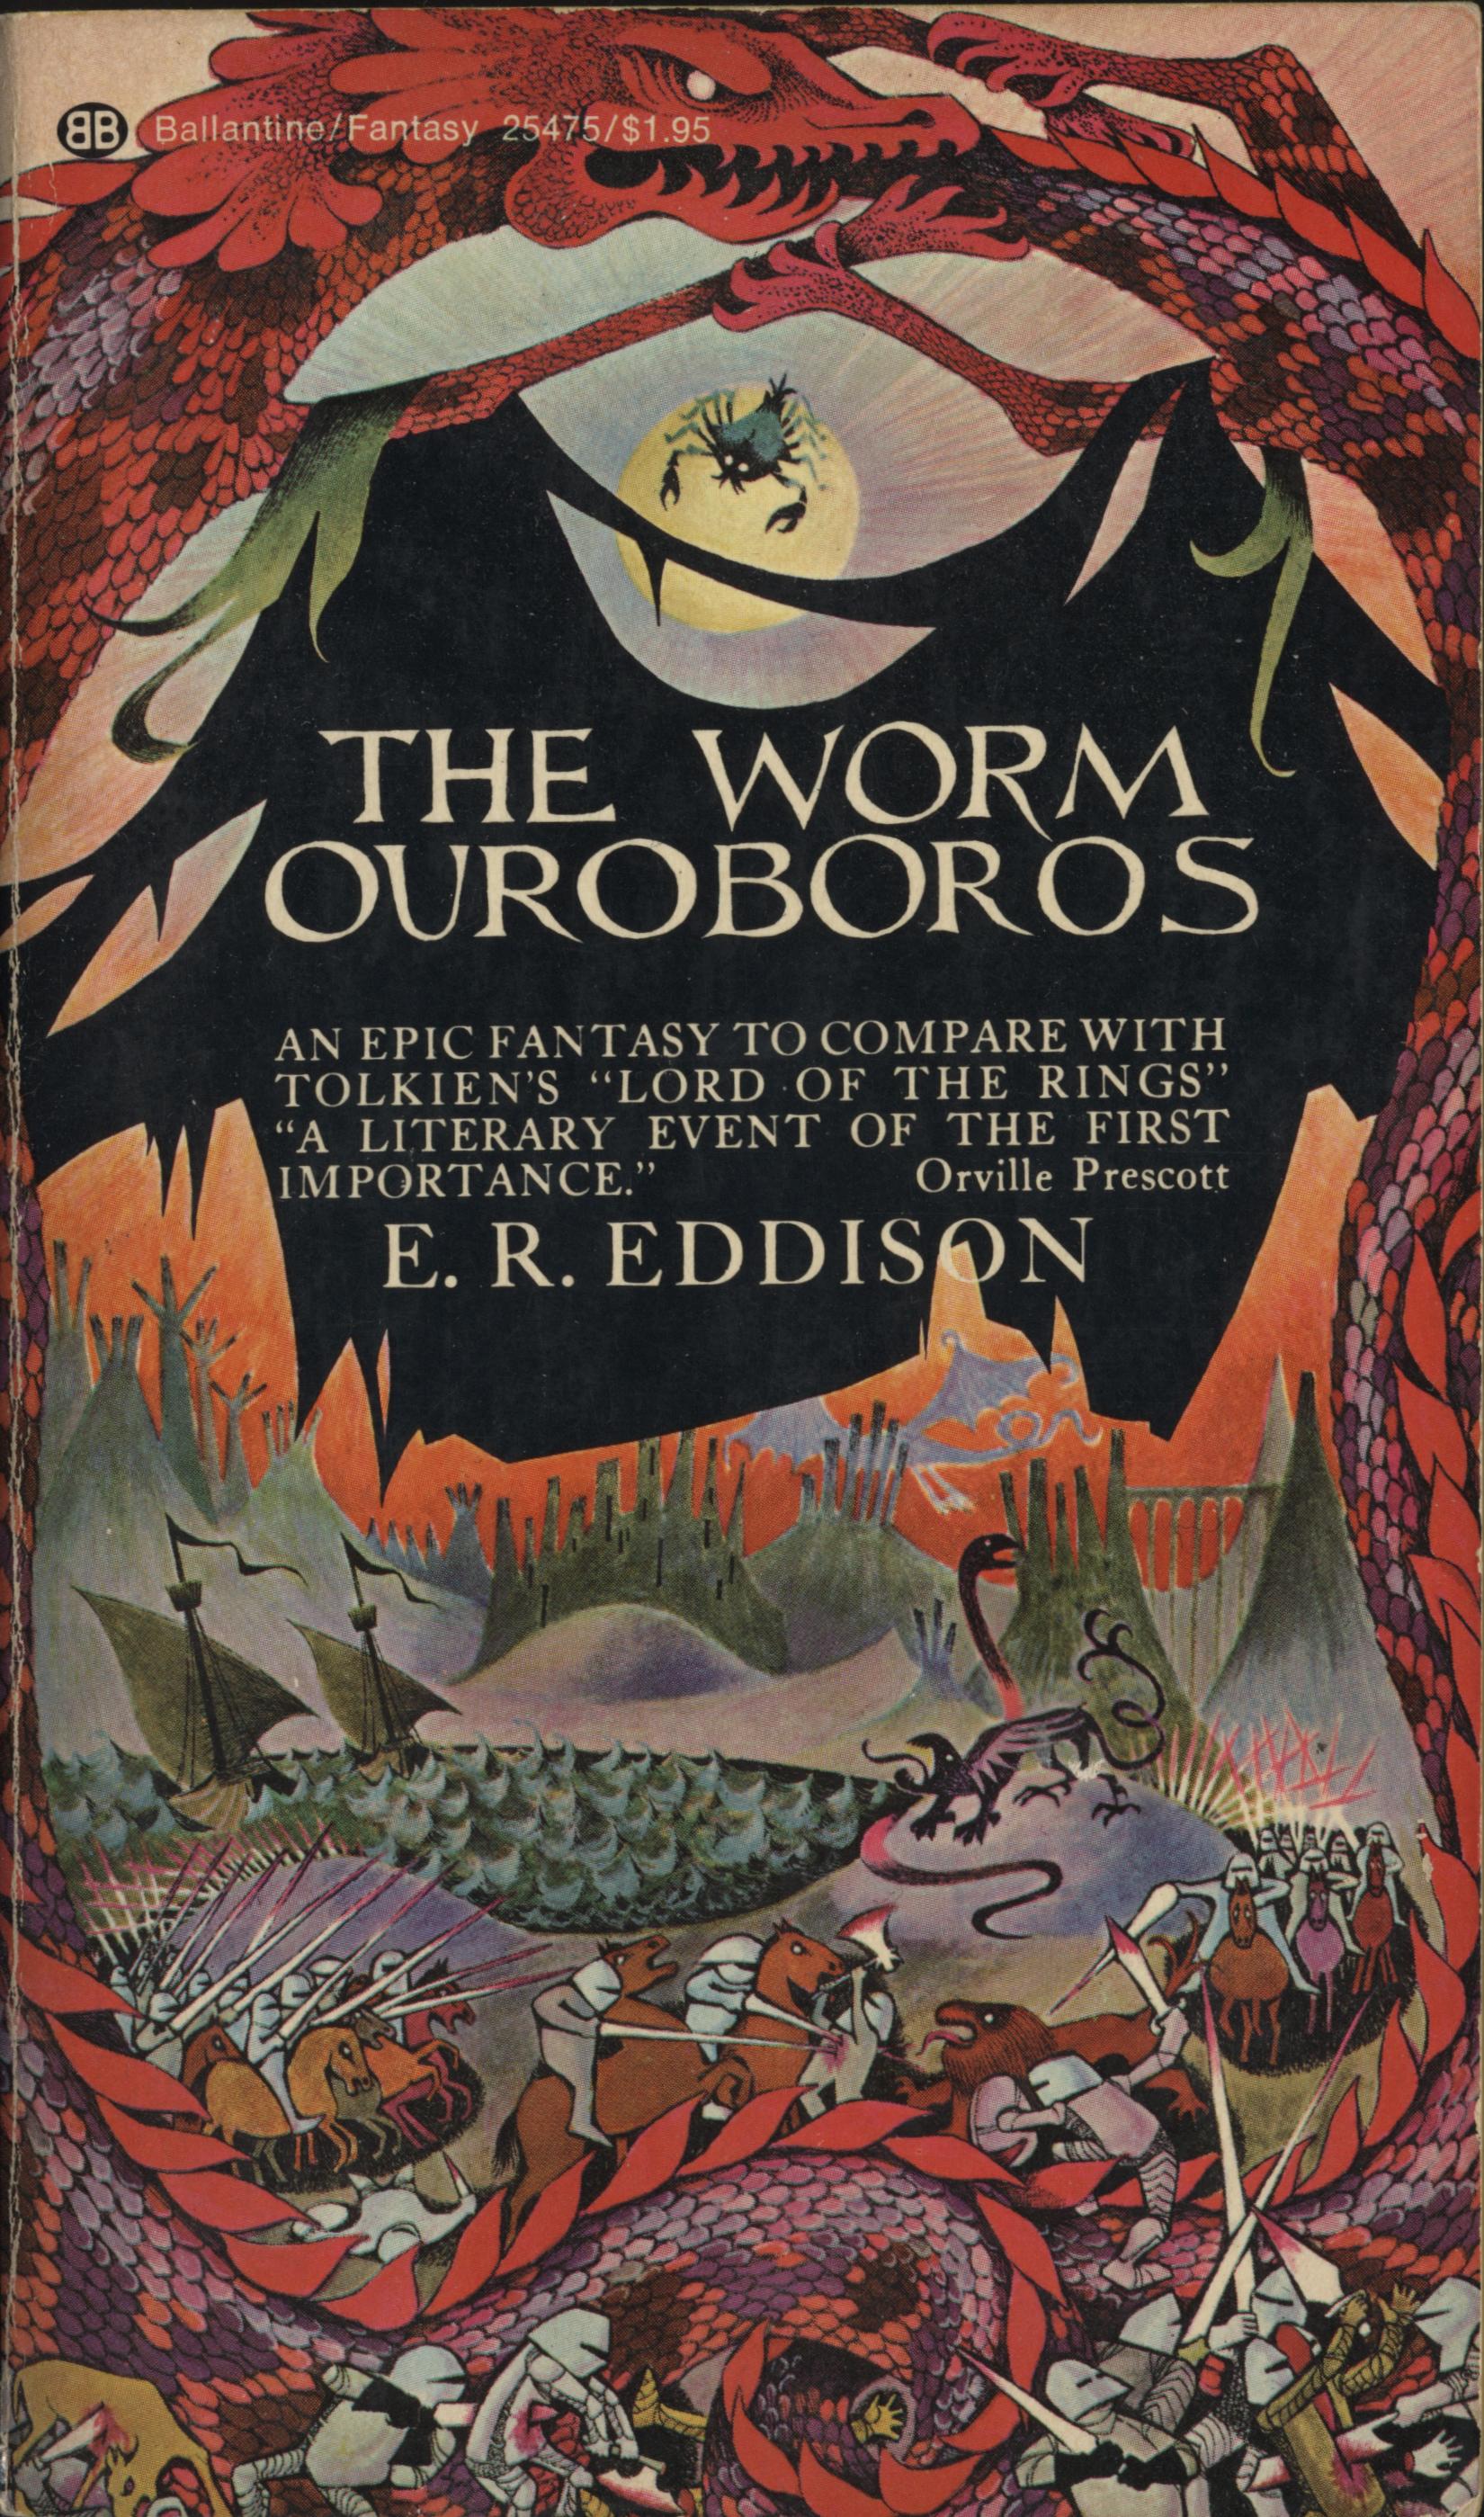 BB Ballantine/Fantasy 25475/$1.95
THE WORM
OUROBOROS
AN EPIC FANTASY TO COMPARE WITH
TOLKIEN'S "LORD OF THE RINGS"
"A LITERARY EVENT OF THE FIRST
IMPORTANCE." Orville Prescott
E. R. EDDISON